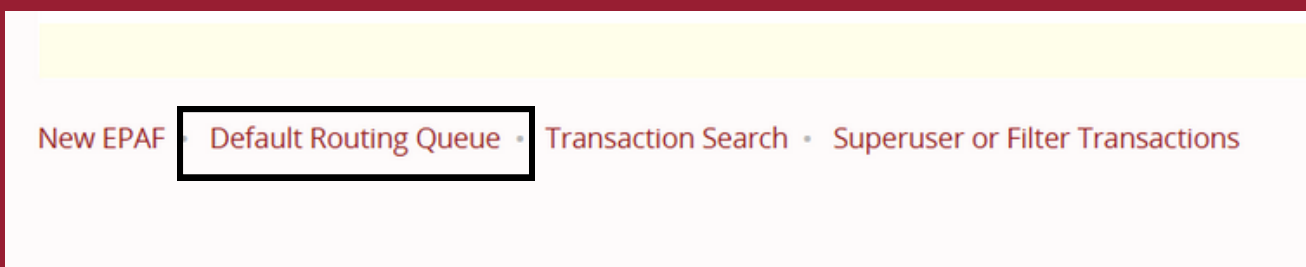 New EPAF • Default Routing Queue • Transaction Search • Superuser or Filter Transactions